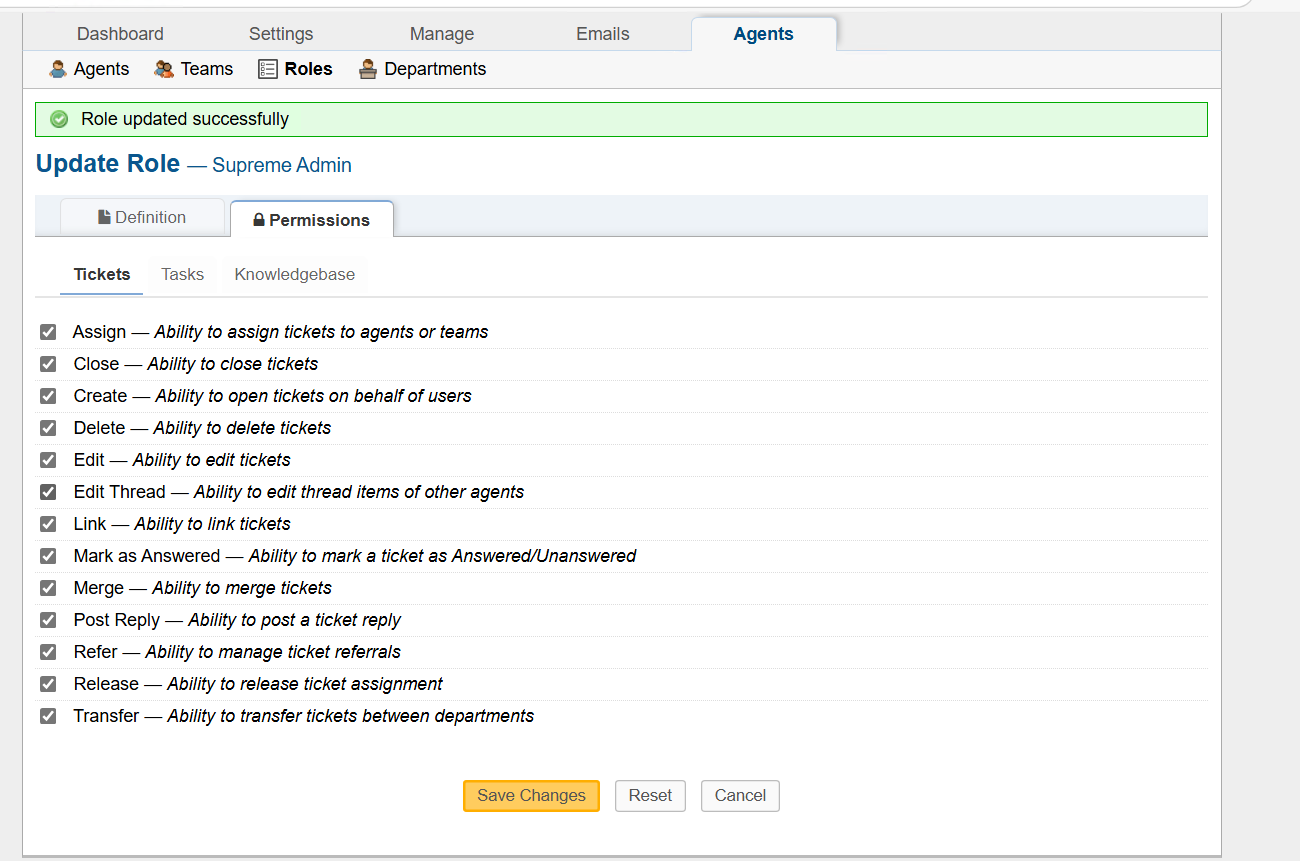 Dashboard Settings Manage Emails Agents
Agents Teams Roles Departments
Role updated successfully
Update Role — Supreme Admin
Definition Permissions
Tickets Tasks Knowledgebase
Assign — Ability to assign tickets to agents or teams
Close — Ability to close tickets
Create — Ability to open tickets on behalf of users
Delete — Ability to delete tickets
Edit — Ability to edit tickets
Edit Thread — Ability to edit thread items of other agents
Link — Ability to link tickets
Mark as Answered — Ability to mark a ticket as Answered/Unanswered
Merge — Ability to merge tickets
Post Reply — Ability to post a ticket reply
Refer — Ability to manage ticket referrals
Release — Ability to release ticket assignment
Transfer — Ability to transfer tickets between departments
Save Changes Reset Cancel